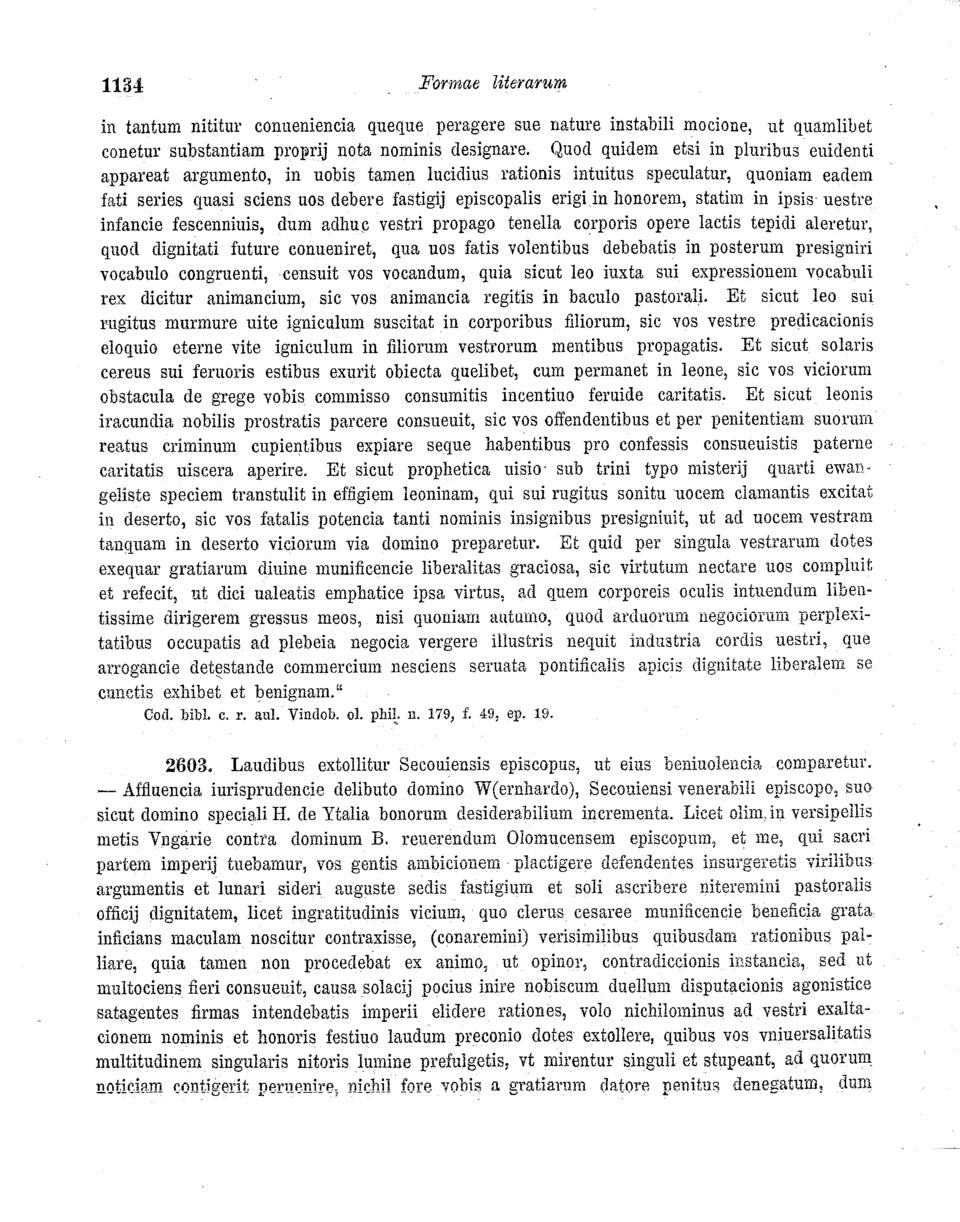 1134 Formae literarum
in tantum nititur conueniencia queque peragere sue nature instabili mocione, ut quamlibet
conetur substantiam proprij nota nominis designare. Quod quidem etsi in pluribus euidenti
appareat argumento, in uobis tamen lucidius rationis intuitus speculatur, quoniam eadem
fati series quasi sciens uos debere fastigij episcopalis erigi in honorem, statim in ipsis uestre
infancie fescenniuis, dum adhuc vestri propago tenella corporis opere lactis tepidi aleretur,
quod dignitati future conueniret, qua uos fatis volentibus debebatis in posterum presigniri
vocabulo congruenti, censuit vos vocandum, quia sicut leo iuxta sui expressionem vocabuli
rex dicitur animancium, sic vos animancia regitis in baculo pastorali. Et sicut leo sui
rugitus murmure uite igniculum suscitat in corporibus filiorum, sic vos vestre predicacionis
eloquio eterne vite igniculum in filiorum vestrorum mentibus propagatis. Et sicut solaris
cereus sui feruoris estibus exurit obiecta quelibet, cum permanet in leone, sic vos viciorum
obstacula de grege vobis commisso consumitis incentiuo feruide caritatis. Et sicut leonis
iracundia nobilis prostratis parcere consueuit, sic vos offendentibus et per penitentiam suorum
reatus criminum cupientibus expiare seque habentibus pro confessis consueuistis paterne
caritatis uiscera aperire. Et sicut prophetica uisio sub trini typo misterij quarti ewan-
geliste speciem transtulit in effigiem leoninam, qui sui rugitus sonitu uocem clamantis excitat
in deserto, sic vos fatalis potencia tanti nominis insignibus presigniuit, ut ad uocem vestram
tanquam in deserto viciorum via domino preparetur. Et quid per singula vestrarum dotes
exequar gratiarum diuine munificencie liberalitas graciosa, sic virtutum nectare uos compluit
et refecit, ut dici ualeatis emphatice ipsa virtus, ad quem corporeis oculis intuendum liben-
tissime dirigerem gressus meos, nisi quoniam autumo, quod arduorum negociorum perplexi-
tatibus occupatis ad plebeia negocia vergere illustris nequit industria cordis uestri, que
arrogancie detestande commercium nesciens seruata pontificalis apicis dignitate liberalem se
cunctis exhibet et benignam.“
Cod. bibl. c. r. aul. Vindob. ol. phil. n. 179, f. 49, ep. 19.
2603. Laudibus extollitur Secouiensis episcopus, ut eius beniuolencia comparetur.
— Affluencia iurisprudencie delibuto domino W(ernhardo), Secouiensi venerabili episcopo, suo
sicut domino speciali H. de Ytalia bonorum desiderabilium incrementa. Licet olim in versipellis
metis Vngarie contra dominum B. reuerendum Olomucensem episcopum, et me, qui sacri
partem imperij tuebamur, vos gentis ambicionem plactigere defendentes insurgeretis virilibus
argumentis et lunari sideri auguste sedis fastigium et soli ascribere niteremini pastoralis
officij dignitatem, licet ingratitudinis vicium, quo clerus cesaree munificencie beneficia grata
inficians maculam noscitur contraxisse, (conaremini) verisimilibus quibusdam rationibus pal-
liare, quia tamen non procedebat ex animo, ut opinor, contradiccionis instancia, sed ut
multociens fieri consueuit, causa solacij pocius inire nobiscum duellum disputacionis agonistice
satagentes firmas intendebatis imperii elidere rationes, volo nichilominus ad vestri exalta-
cionem nominis et honoris festiuo laudum preconio dotes extollere, quibus vos vniuersalitatis
multitudinem singularis nitoris lumine prefulgetis, vt mirentur singuli et stupeant, ad quorum
noticiam contigerit peruenire, nichil fore vobis a gratiarum datore penitus denegatum, dum